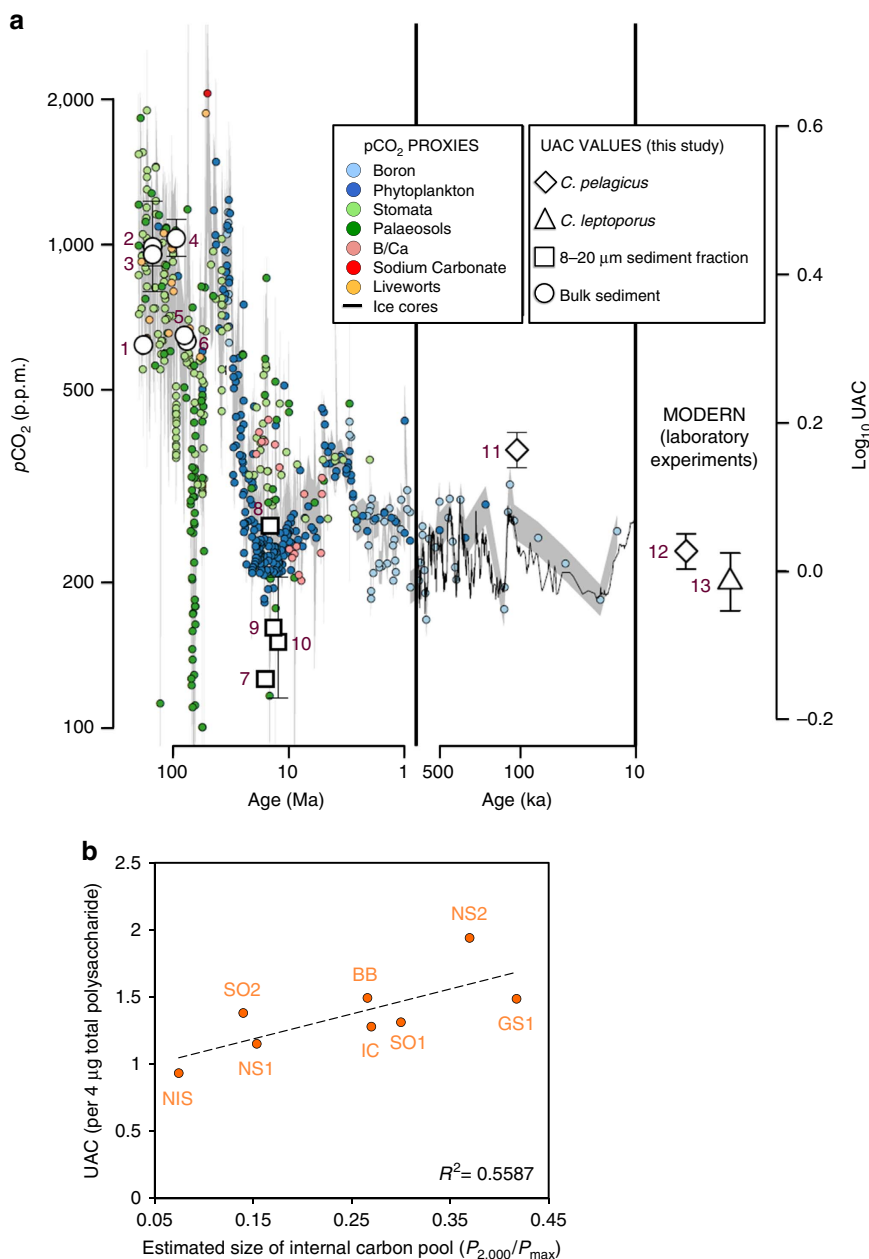 a
2,000
1,000
500
200
100
pCO2 (p.p.m.)
pCO2 PROXIES
Boron
Phytoplankton
Stomata
Palaeosols
B/Ca
Sodium Carbonate
Liveworts
Ice cores
UAC VALUES (this study)
C. pelagicus
C. leptoporus
8–20 μm sediment fraction
Bulk sediment
0.6
0.4
0.2
0.0
–0.2
Log10 UAC
MODERN
(laboratory
experiments)
1
2
3
4
5
6
7
8
9
10
11
12
13
100
10
1
Age (Ma)
500
100
10
Age (ka)
b
2.5
2
1.5
1
0.5
0
UAC (per 4 μg total polysaccharide)
NIS
SO2
NS1
BB
IC
SO1
NS2
GS1
R2= 0.5587
0.05
0.15
0.25
0.35
0.45
Estimated size of internal carbon pool (P2,000/Pmax)